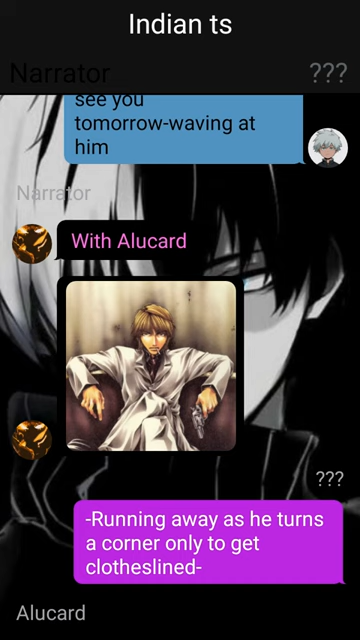 Indian ts
Narrator
???
see you
tomorrow-waving at
him
Narrator
With Alucard
???
-Running away as he turns
a corner only to get
clotheslined-
Alucard